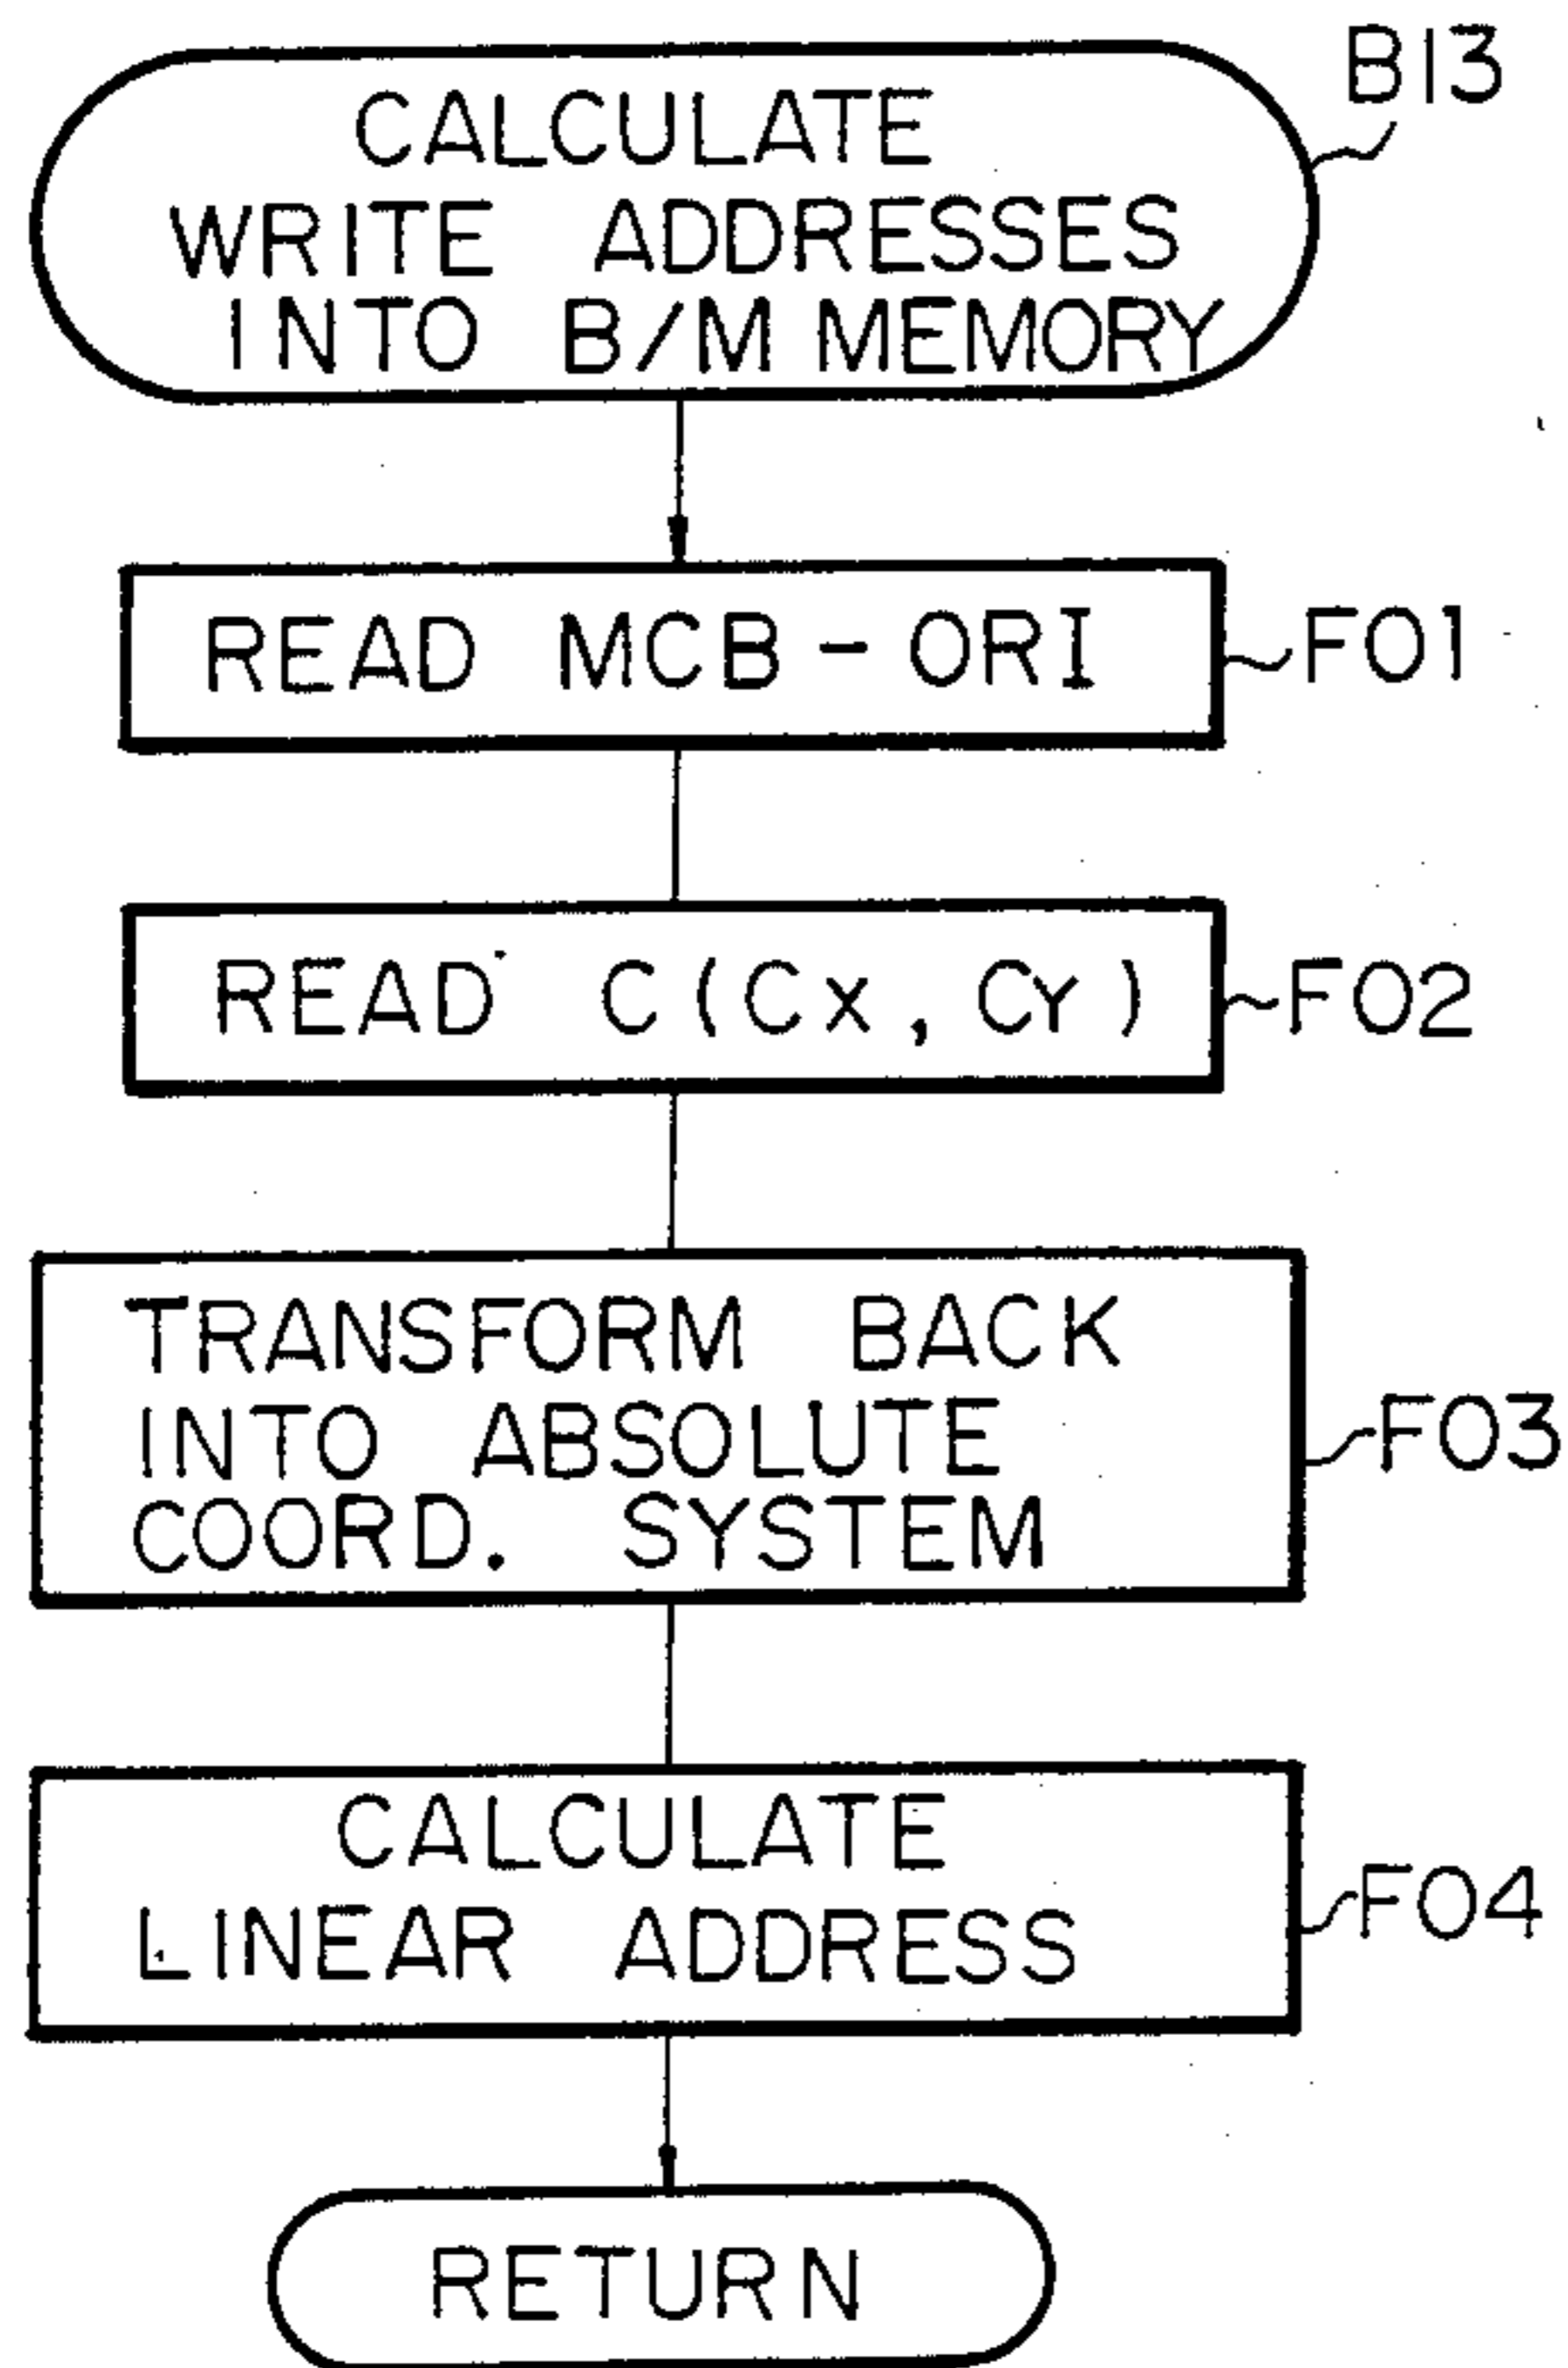 B13
CALCULATE
WRITE ADDRESSES
INTO B/M MEMORY
READ MCB-ORI
F01
READ C(Cx, CY)
F02
TRANSFORM BACK
INTO ABSOLUTE
COORD. SYSTEM
F03
CALCULATE
LINEAR ADDRESS
F04
RETURN